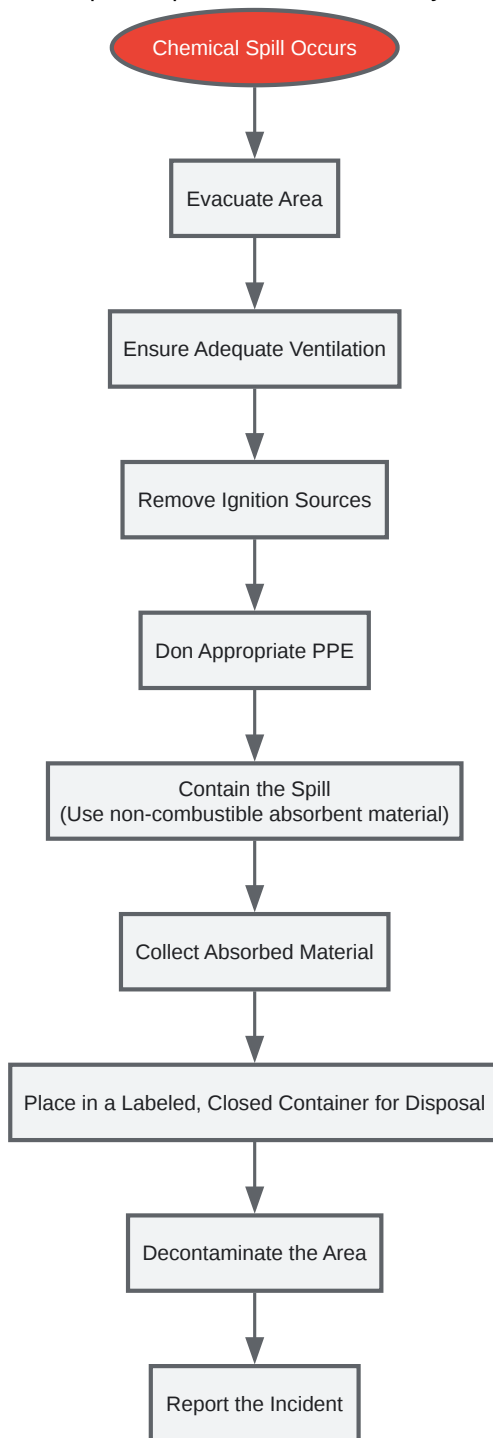 Chemical Spill Occurs
Evacuate Area
Ensure Adequate Ventilation
Remove Ignition Sources
Don Appropriate PPE
Contain the Spill
(Use non-combustible absorbent material)
Collect Absorbed Material
Place in a Labeled, Closed Container for Disposal
Decontaminate the Area
Report the Incident